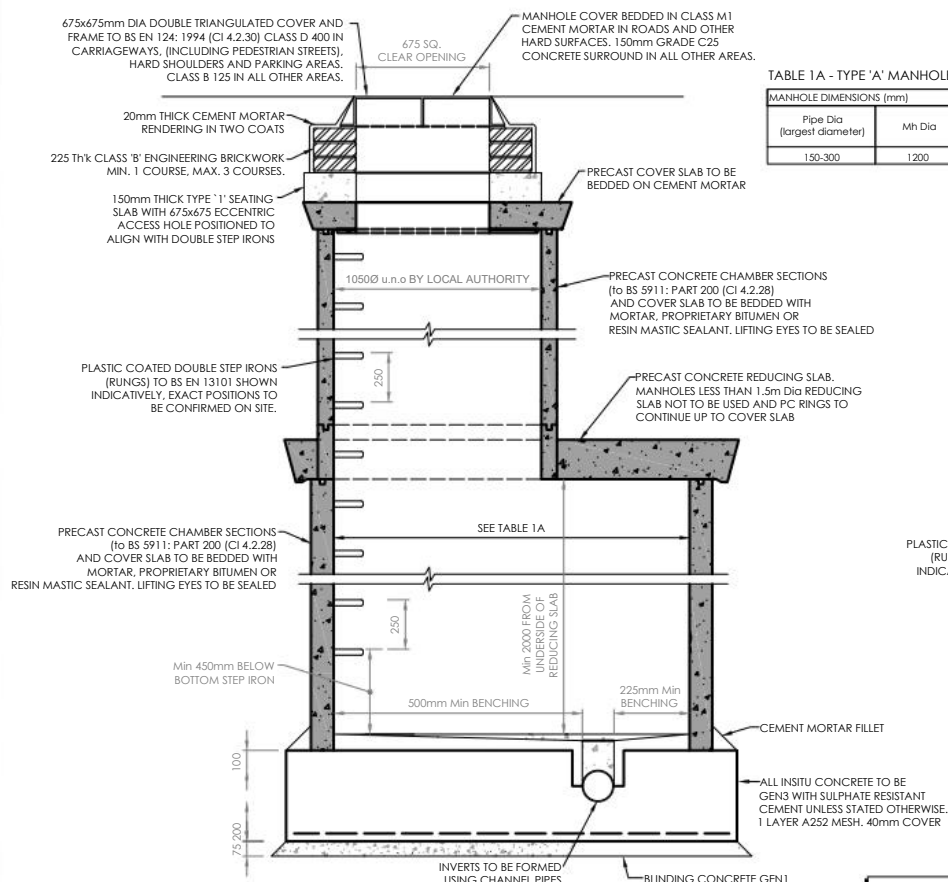 675x675mm DIA DOUBLE TRIANGULATED COVER AND
FRAME TO BS EN 124: 1994 (Cl 4.2.30) CLASS D 400 IN
CARRIAGEWAYS, (INCLUDING PEDESTRIAN STREETS),
HARD SHOULDERS AND PARKING AREAS.
CLASS B 125 IN ALL OTHER AREAS.
675 SQ.
CLEAR OPENING
MANHOLE COVER BEDDED IN CLASS M1
CEMENT MORTAR IN ROADS AND OTHER
HARD SURFACES. 150mm GRADE C25
CONCRETE SURROUND IN ALL OTHER AREAS.
TABLE 1A - TYPE 'A' MANHOLE
MANHOLE DIMENSIONS (mm)
Pipe Dia
(largest diameter)
Mh Dia
150-300
1200
20mm THICK CEMENT MORTAR
RENDERING IN TWO COATS
225 Th'k CLASS 'B' ENGINEERING BRICKWORK
MIN. 1 COURSE, MAX. 3 COURSES.
150mm THICK TYPE `1' SEATING
SLAB WITH 675x675 ECCENTRIC
ACCESS HOLE POSITIONED TO
ALIGN WITH DOUBLE STEP IRONS
PRECAST COVER SLAB TO BE
BEDDED ON CEMENT MORTAR
1050Ø u.n.o BY LOCAL AUTHORITY
PRECAST CONCRETE CHAMBER SECTIONS
(to BS 5911: PART 200 (Cl 4.2.28)
AND COVER SLAB TO BE BEDDED WITH
MORTAR, PROPRIETARY BITUMEN OR
RESIN MASTIC SEALANT. LIFTING EYES TO BE SEALED
PLASTIC COATED DOUBLE STEP IRONS
(RUNGS) TO BS EN 13101 SHOWN
INDICATIVELY, EXACT POSITIONS TO
BE CONFIRMED ON SITE.
250
PRECAST CONCRETE REDUCING SLAB.
MANHOLES LESS THAN 1.5m Dia REDUCING
SLAB NOT TO BE USED AND PC RINGS TO
CONTINUE UP TO COVER SLAB
PRECAST CONCRETE CHAMBER SECTIONS
(to BS 5911: PART 200 (Cl 4.2.28)
AND COVER SLAB TO BE BEDDED WITH
MORTAR, PROPRIETARY BITUMEN OR
RESIN MASTIC SEALANT. LIFTING EYES TO BE SEALED
SEE TABLE 1A
PLASTIC
(RU
INDIC
250
Min 2000 FROM
UNDERSIDE OF
REDUCING SLAB
Min 450mm BELOW
BOTTOM STEP IRON
500mm Min BENCHING
225mm Min
BENCHING
CEMENT MORTAR FILLET
100
200
75
ALL INSITU CONCRETE TO BE
GEN3 WITH SULPHATE RESISTANT
CEMENT UNLESS STATED OTHERWISE.
1 LAYER A252 MESH. 40mm COVER
INVERTS TO BE FORMED
USING CHANNEL PIPES
BLINDING CONCRETE GEN1